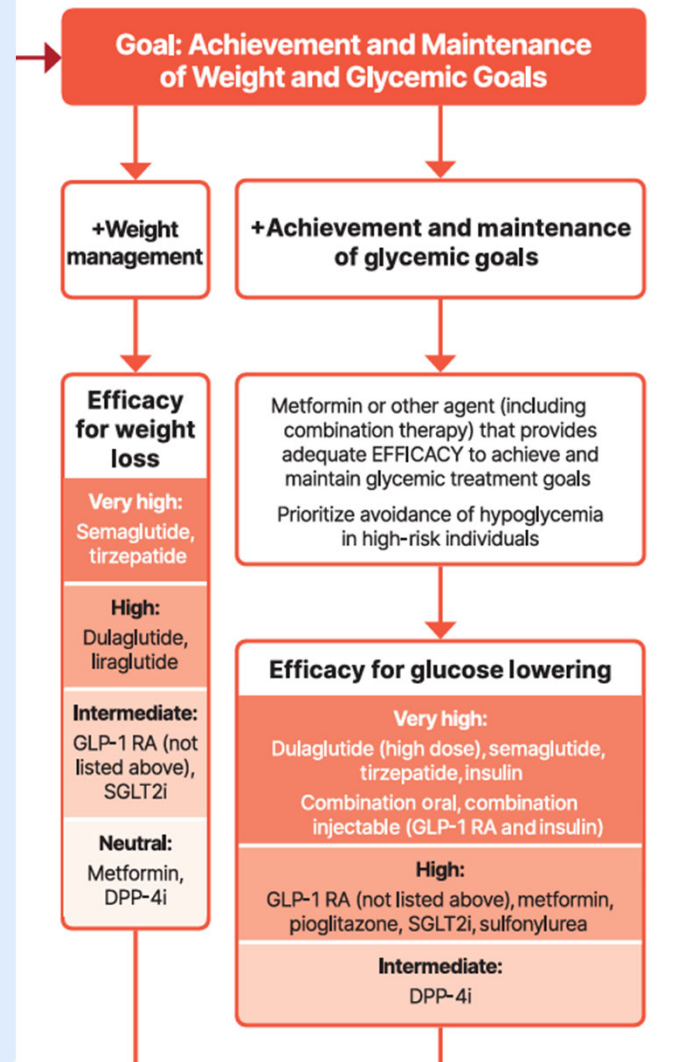 Goal: Achievement and Maintenance
of Weight and Glycemic Goals
+Weight
management
Efficacy
for weight
loss
Very high:
Semaglutide,
tirzepatide
High:
Dulaglutide,
liraglutide
Intermediate:
GLP-1 RA (not
listed above),
SGLT2i
Neutral:
Metformin,
DPP-4i
+Achievement and maintenance
of glycemic goals
Metformin or other agent (including
combination therapy) that provides
adequate EFFICACY to achieve and
maintain glycemic treatment goals
Prioritize avoidance of hypoglycemia
in high-risk individuals
Efficacy for glucose lowering
Very high:
Dulaglutide (high dose), semaglutide,
tirzepatide, insulin
Combination oral, combination
injectable (GLP-1 RA and insulin)
High:
GLP-1 RA (not listed above), metformin,
pioglitazone, SGLT2i, sulfonylurea
Intermediate:
DPP-4i